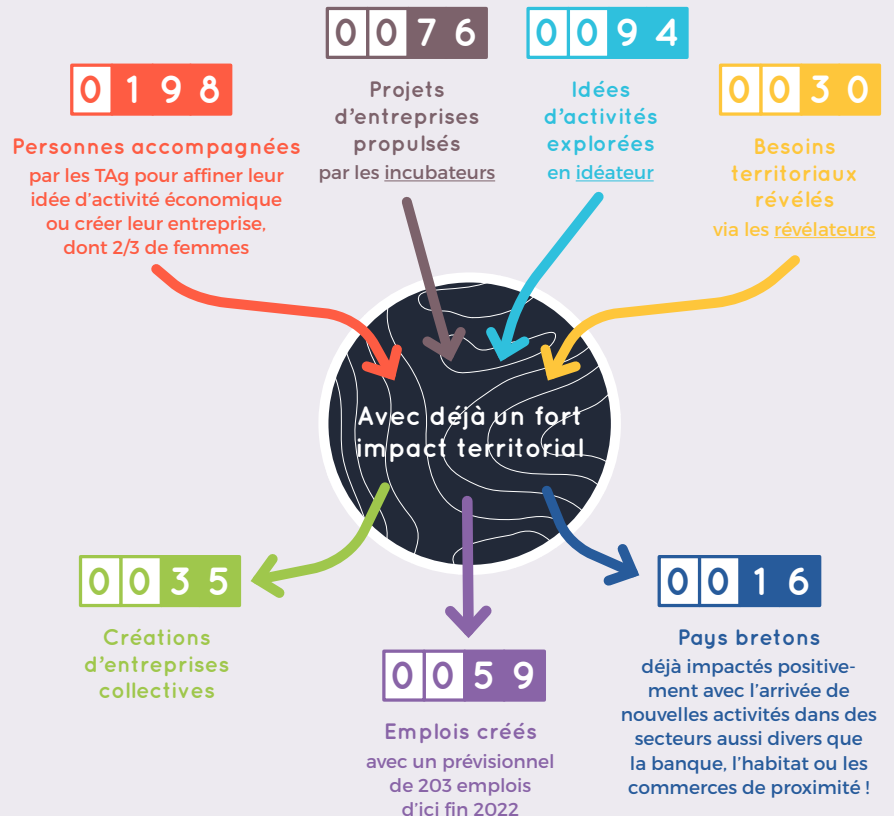 0198
Personnes accompagnées
par les TAg pour affiner leur
idée d'activité économique
ou créer leur entreprise,
dont 2/3 de femmes
0076
Projets
d'entreprises
propulsés
par les incubateurs
0094
Idées
d'activités
explorées
en idéateur
0030
Besoins
territoriaux
révélés
via les révélateurs
Avec déjà un fort
impact territorial
0035
Créations
d'entreprises
collectives
0059
Emplois créés
avec un prévisionnel
de 203 emplois
d'ici fin 2022
0016
Pays bretons
déjà impactés positive-
ment avec l'arrivée de
nouvelles activités dans des
secteurs aussi divers que
la banque, l'habitat ou les
commerces de proximité !